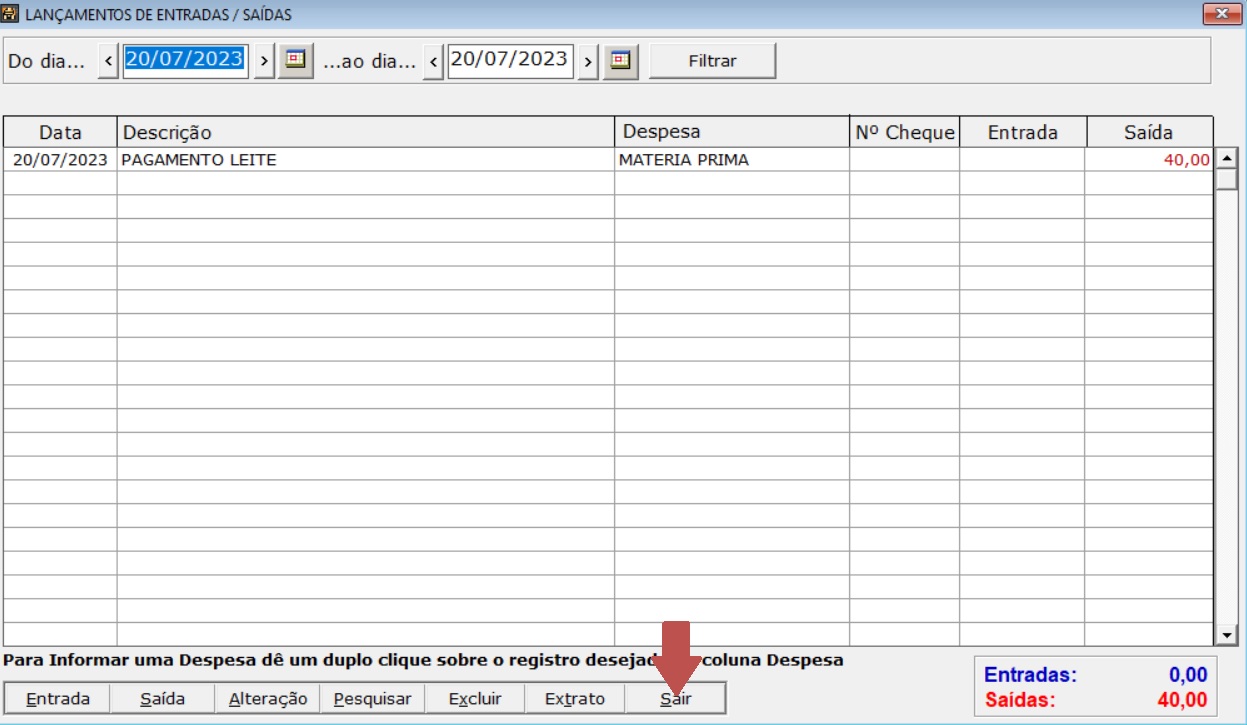 LANÇAMENTOS DE ENTRADAS / SAÍDAS
Do dia... < 20/07/2023 > ...ao dia... < 20/07/2023 > Filtrar
Data Descrição Despesa Nº Cheque Entrada Saída
20/07/2023 PAGAMENTO LEITE MATERIA PRIMA 40,00
Para Informar uma Despesa dê um duplo clique sobre o registro coluna Despesa
Entradas: 0,00
Entrada Saída Alteração Pesquisar Excluir Extrato Sair
Saídas: 40,00